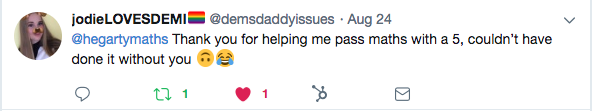 jodieLOVESDEMI🏳️‍🌈 @demsdaddyissues · Aug 24
@hegartymaths Thank you for helping me pass maths with a 5, couldn't have
done it without you 🙃😂
1 1